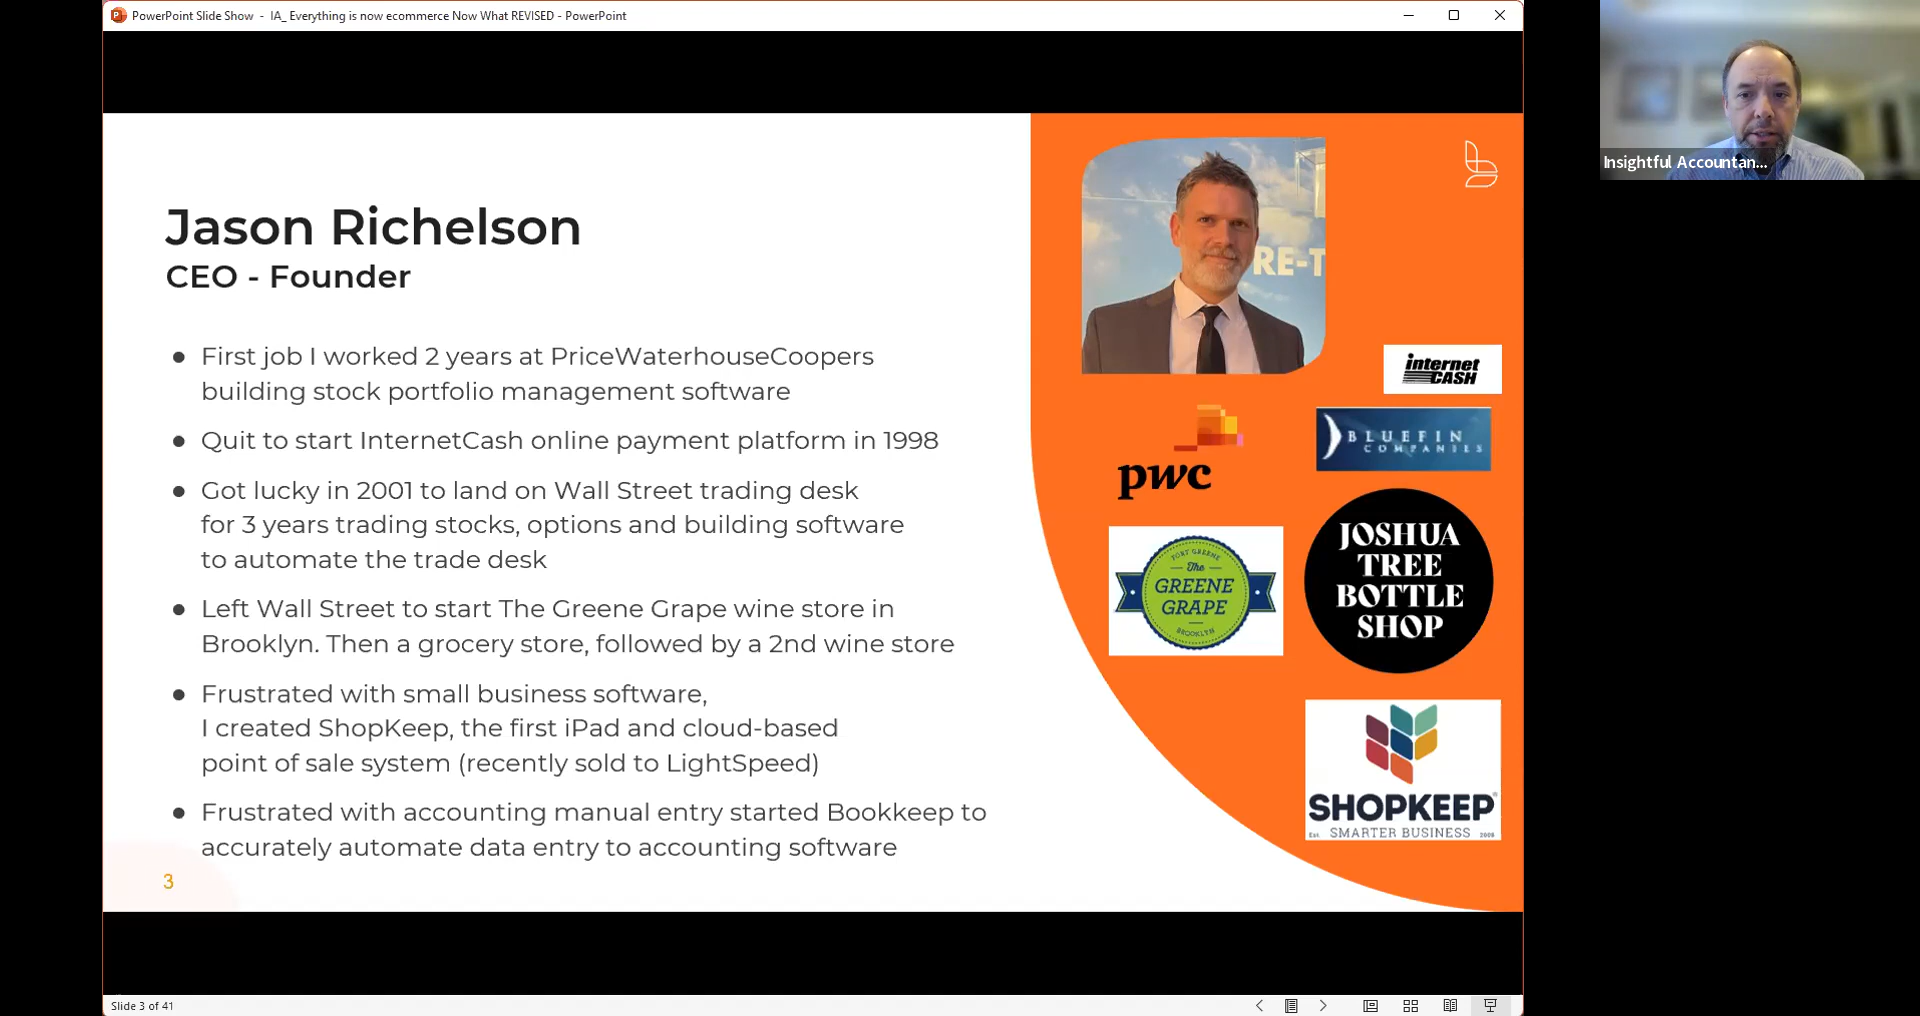 PowerPoint Slide Show - IA_ Everything is now ecommerce Now What REVISED - PowerPoint
Insightful Accountan...
Jason Richelson
CEO - Founder
● First job I worked 2 years at PriceWaterhouseCoopers
building stock portfolio management software
● Quit to start InternetCash online payment platform in 1998
● Got lucky in 2001 to land on Wall Street trading desk
for 3 years trading stocks, options and building software
to automate the trade desk
● Left Wall Street to start The Greene Grape wine store in
Brooklyn. Then a grocery store, followed by a 2nd wine store
● Frustrated with small business software,
I created ShopKeep, the first iPad and cloud-based
point of sale system (recently sold to LightSpeed)
● Frustrated with accounting manual entry started Bookkeep to
accurately automate data entry to accounting software
3
RE-T
internet
CASH
BLUEFIN
COMPANIES
pwc
FORT GREENE
The
GREENE
GRAPE
BROOKLYN
JOSHUA
TREE
BOTTLE
SHOP
SHOPKEEP
Est. SMARTER BUSINESS 2008
Slide 3 of 41